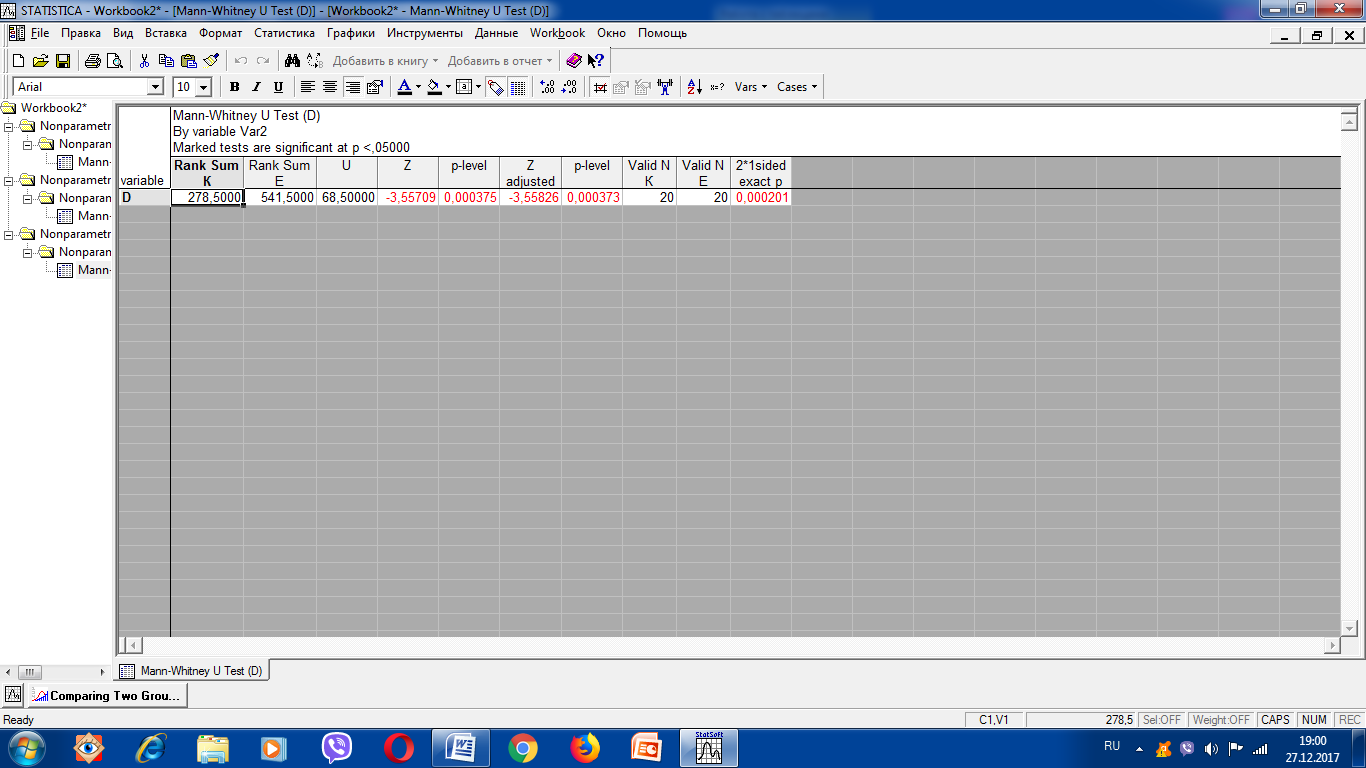 STATISTICA - Workbook2* - [Mann-Whitney U Test (D)] - [Workbook2* - Mann-Whitney U Test (D)]
File Правка Вид Вставка Формат Статистика Графики Инструменты Данные Workbook Окно Помощь
Добавить в книгу Добавить в отчет
Arial 10 B I U A a x=? Vars Cases
Workbook2*
Nonparametr
Nonparan
Mann-
Nonparametr
Nonparan
Mann-
Nonparametr
Nonparan
Mann-
Mann-Whitney U Test (D)
By variable Var2
Marked tests are significant at p <,05000
variable Rank Sum K Rank Sum E U Z p-level Z adjusted p-level Valid N K Valid N E 2*1sided exact p
D 278,5000 541,5000 68,50000 -3,55709 0,000375 -3,55826 0,000373 20 20 0,000201
Mann-Whitney U Test (D)
Comparing Two Grou...
Ready C1,V1 278,5 Sel:OFF Weight:OFF CAPS NUM REC
StatSoft
RU 19:00
27.12.2017